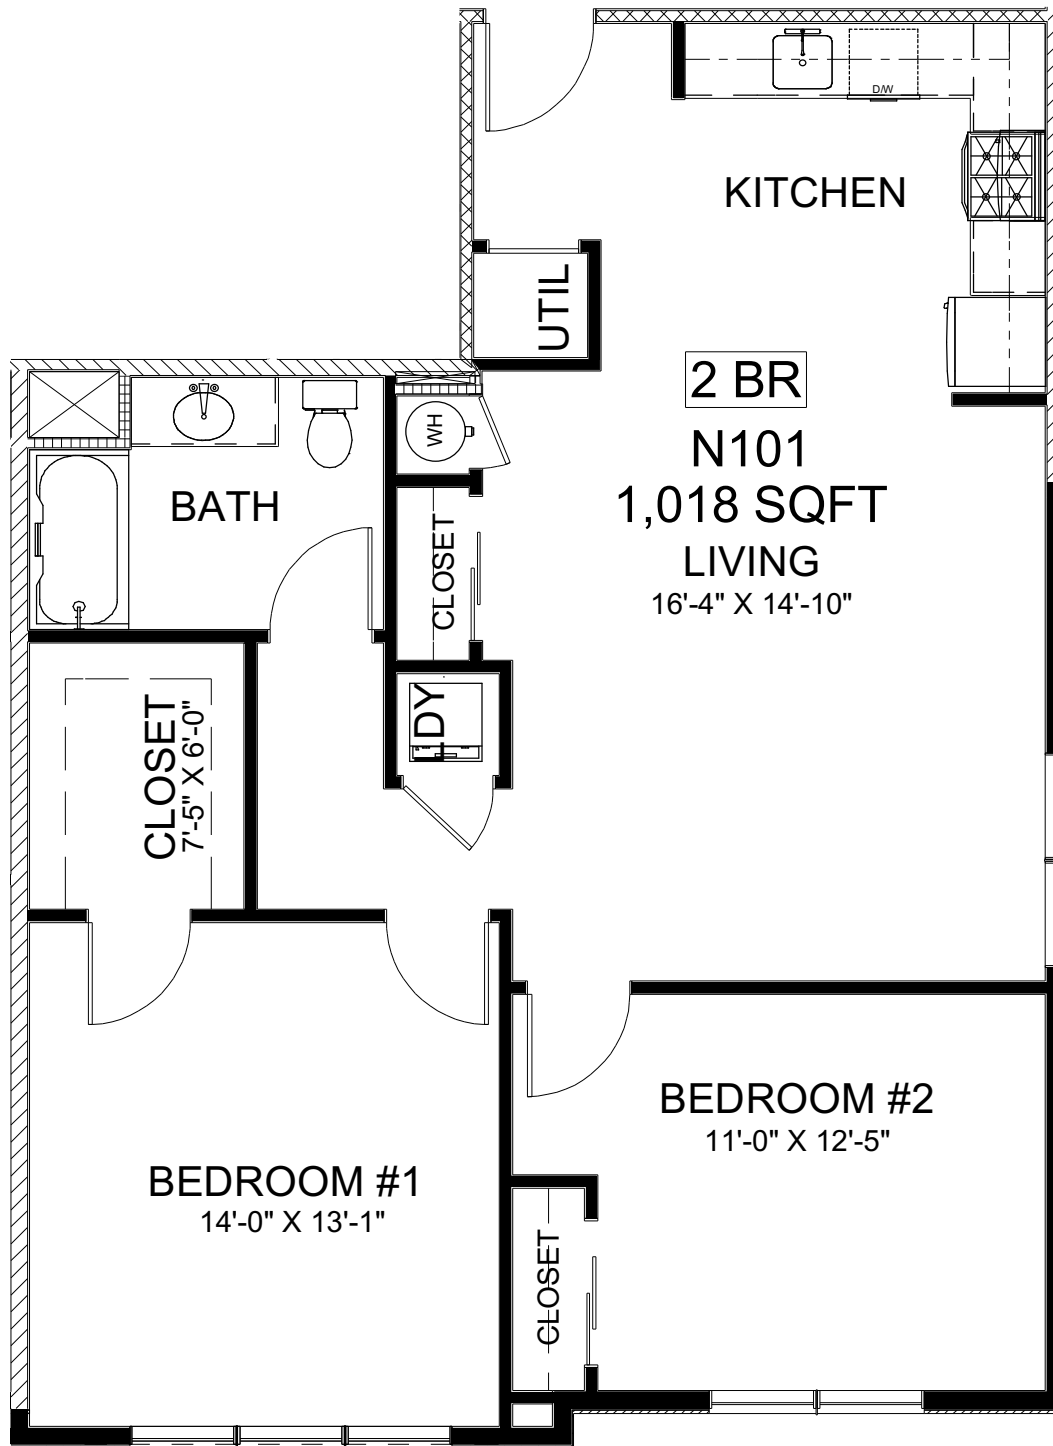 D/W
KITCHEN
UTIL
2 BR
N101
1,018 SQFT
LIVING
16'-4" X 14'-10"
WH
BATH
CLOSET
LDY
CLOSET
7'-5" X 6'-0"
BEDROOM #2
11'-0" X 12'-5"
BEDROOM #1
14'-0" X 13'-1"
CLOSET